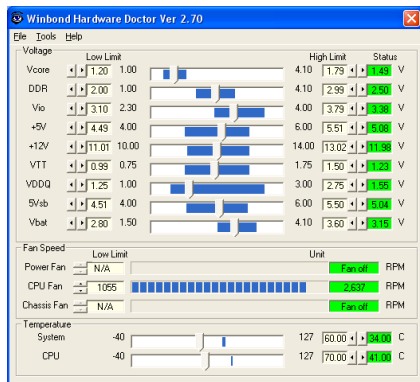 Winbond Hardware Doctor Ver 2.70
File Tools Help
Voltage
Low Limit High Limit Status
Vcore 1.20 1.00 4.10 1.79 1.49 V
DDR 2.00 1.00 4.10 2.99 2.50 V
Vio 3.10 2.30 4.00 3.79 3.38 V
+5V 4.49 4.00 6.00 5.51 5.08 V
+12V 11.01 10.00 14.00 13.02 11.98 V
VTT 0.99 0.75 1.75 1.50 1.23 V
VDDQ 1.25 1.00 3.00 2.75 1.55 V
5Vsb 4.51 4.00 6.00 5.50 5.04 V
Vbat 2.80 1.50 4.10 3.60 3.15 V
Fan Speed
Low Limit Unit
Power Fan N/A Fan off RPM
CPU Fan 1055 2,637 RPM
Chassis Fan N/A Fan off RPM
Temperature
System -40 127 60.00 34.00 C
CPU -40 127 70.00 41.00 C